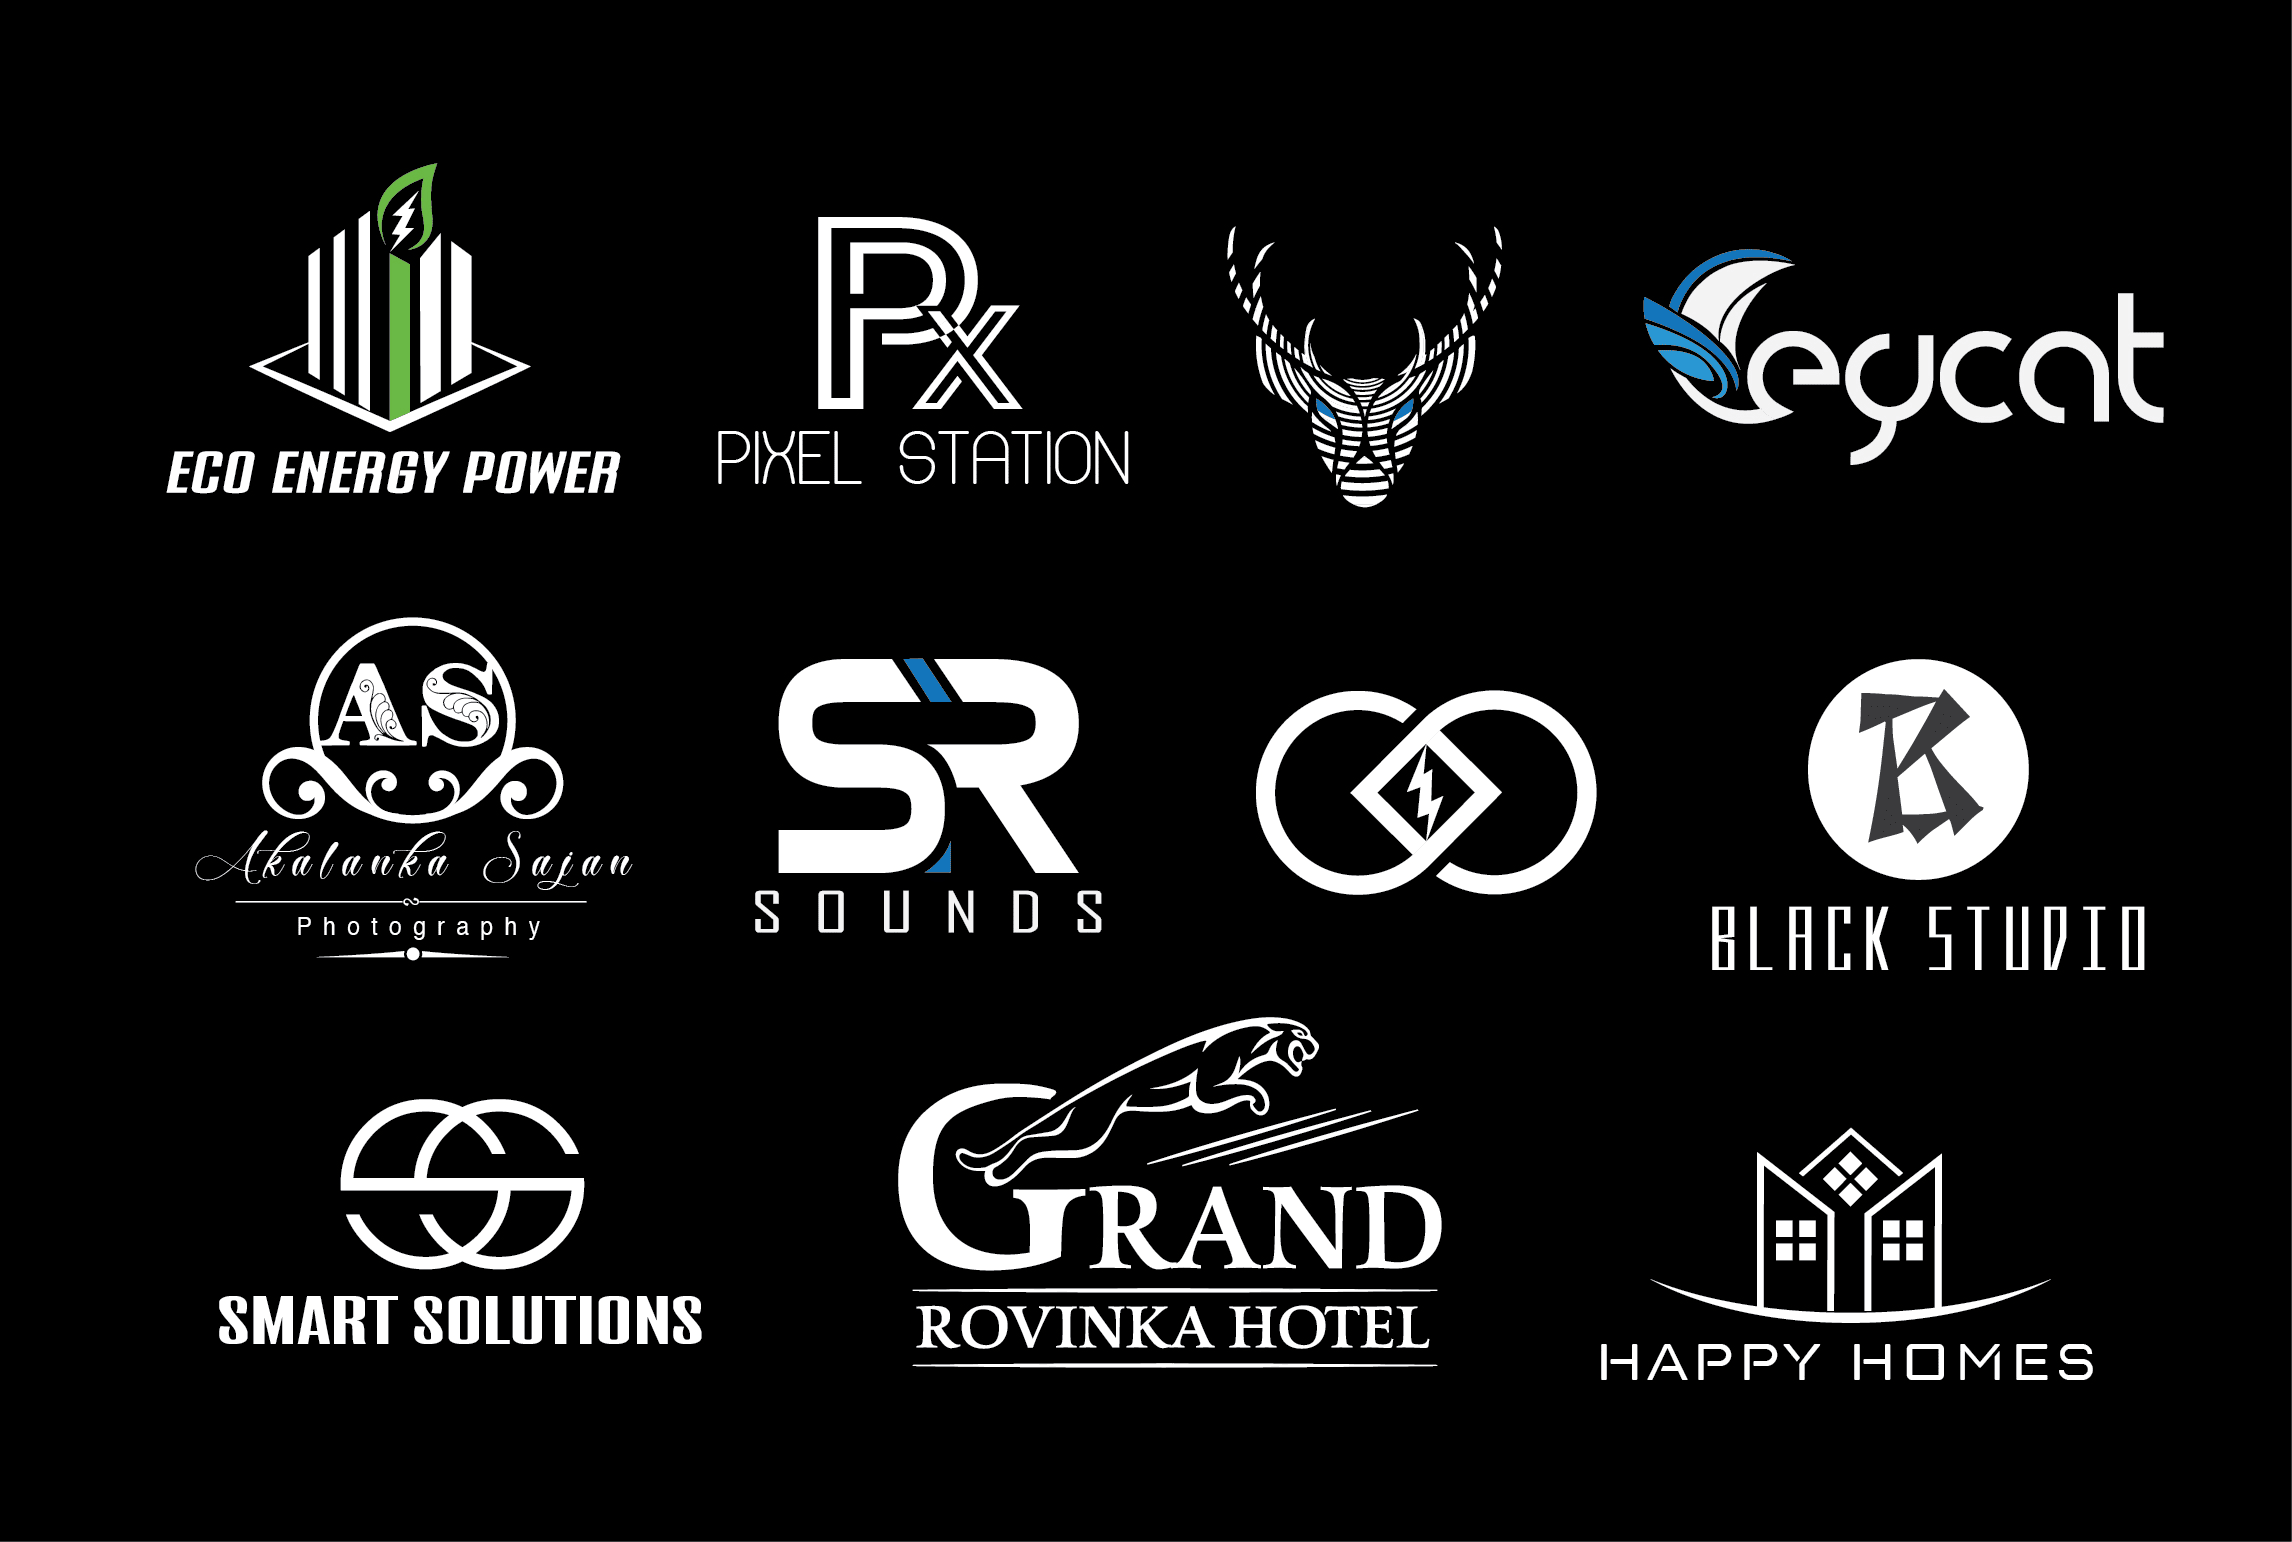 ECO ENERGY POWER
Px
PIXEL STATION
Seycat
AS
Akalanka Sajan
Photography
SR
SOUNDS
BLACK STUDIO
SMART SOLUTIONS
GRAND
ROVINKA HOTEL
HAPPY HOMES